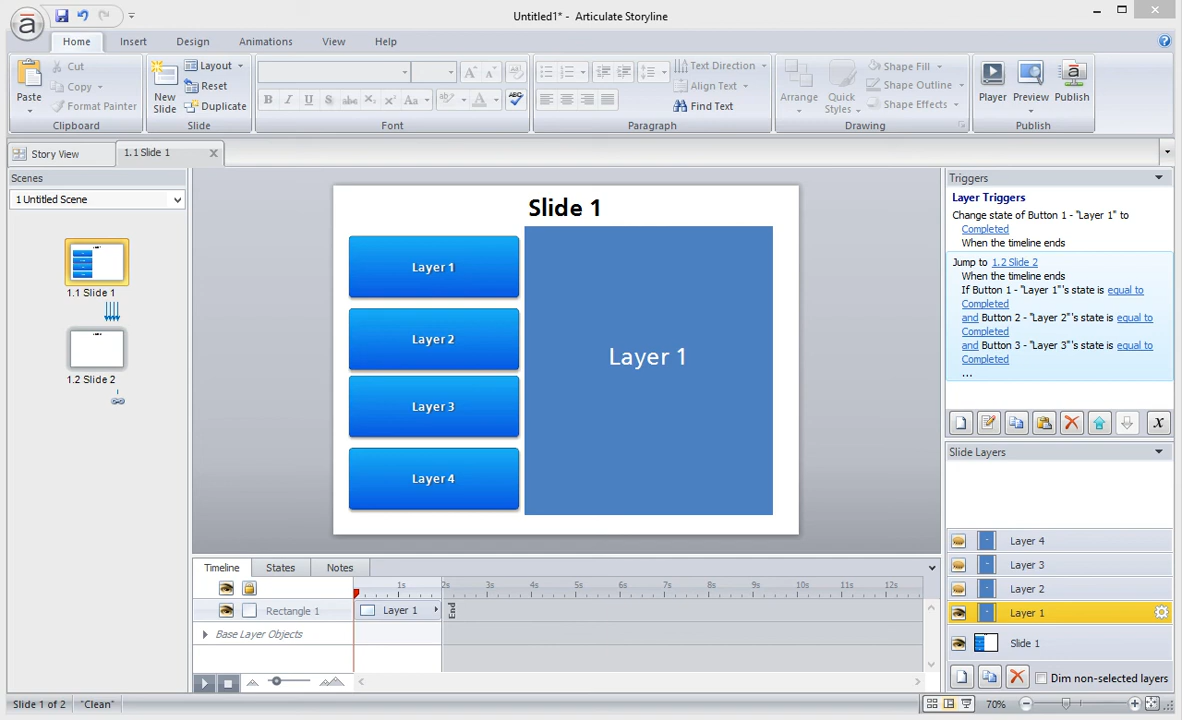 Untitled1* - Articulate Storyline
Home Insert Design Animations View Help
Paste
Cut
Copy
Format Painter
Clipboard
New Slide
Layout
Reset
Duplicate
Slide
B I U S abc X₂ X² Aa
A
ABC
Font
Text Direction
Align Text
Find Text
Paragraph
Arrange
Quick Styles
Shape Fill
Shape Outline
Shape Effects
Drawing
Player Preview Publish
Publish
Story View
1.1 Slide 1
Scenes
1 Untitled Scene
1.1 Slide 1
1.2 Slide 2
Slide 1
Layer 1
Layer 2
Layer 3
Layer 4
Layer 1
Triggers
Layer Triggers
Change state of Button 1 - "Layer 1" to
Completed
When the timeline ends
Jump to 1.2 Slide 2
When the timeline ends
If Button 1 - "Layer 1"'s state is equal to
Completed
and Button 2 - "Layer 2"'s state is equal to
Completed
and Button 3 - "Layer 3"'s state is equal to
Completed
...
x
Slide Layers
Layer 4
Layer 3
Layer 2
Layer 1
Slide 1
Dim non-selected layers
Timeline States Notes
1s 2s 3s 4s 5s 6s 7s 8s 9s 10s 11s 12s
Rectangle 1
Layer 1
End
Base Layer Objects
Slide 1 of 2
"Clean"
70%